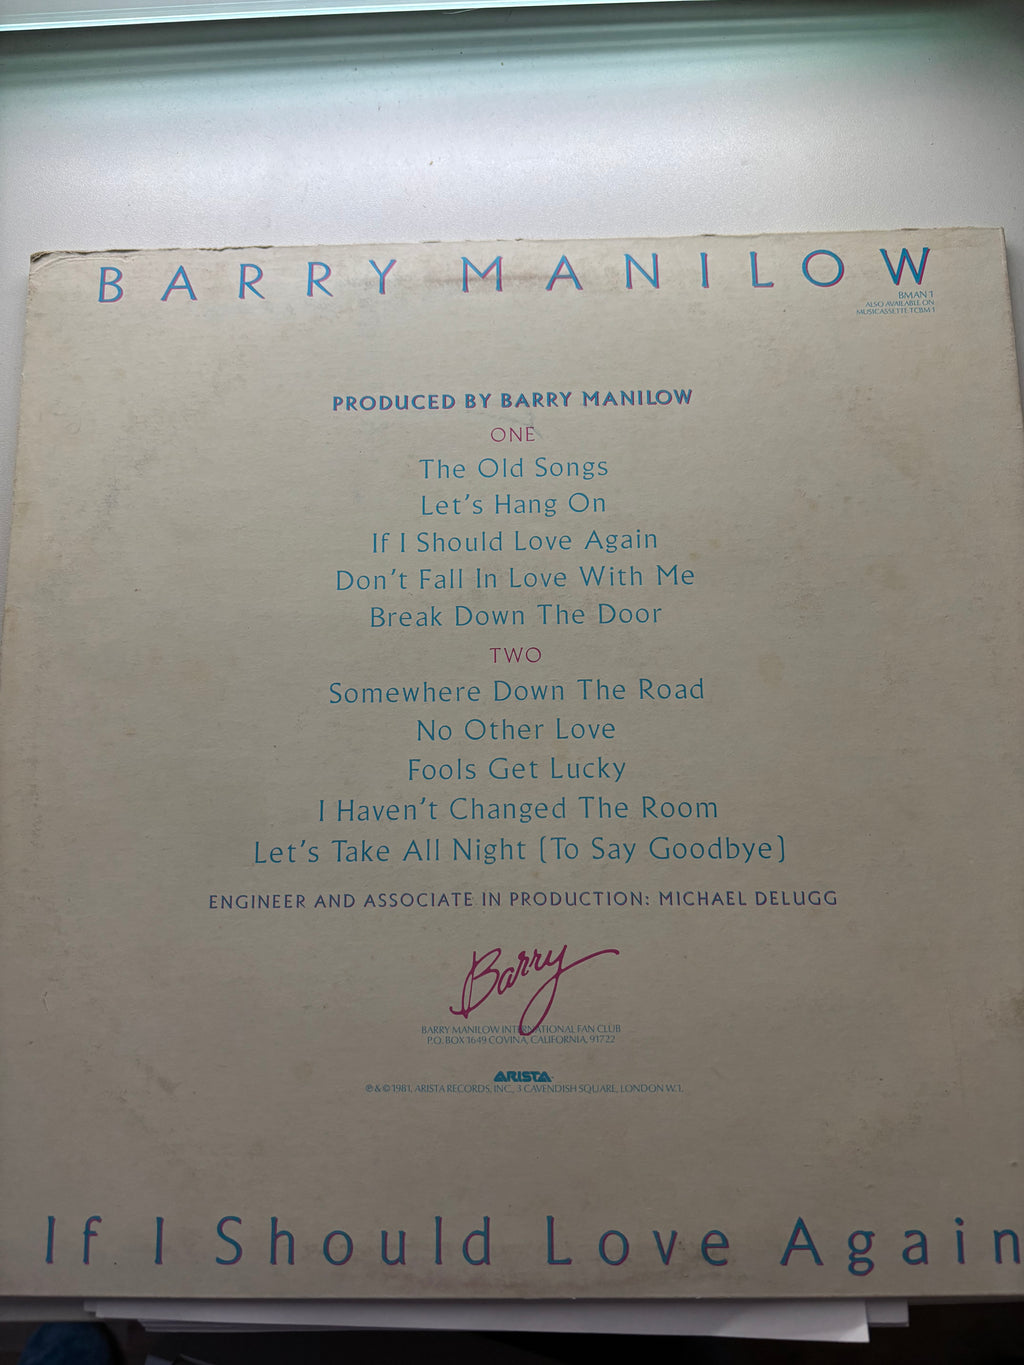 BARRY MANILOW
BMAN 1
ALSO AVAILABLE ON
MUSICASSETTE TCBM 1
PRODUCED BY BARRY MANILOW
ONE
The Old Songs
Let's Hang On
If I Should Love Again
Don't Fall In Love With Me
Break Down The Door
TWO
Somewhere Down The Road
No Other Love
Fools Get Lucky
I Haven't Changed The Room
Let's Take All Night (To Say Goodbye)
ENGINEER AND ASSOCIATE IN PRODUCTION: MICHAEL DELUGG
Barry
BARRY MANILOW INTERNATIONAL FAN CLUB
P.O. BOX 1649 COVINA, CALIFORNIA, 91722
ARISTA
℗ & © 1981, ARISTA RECORDS, INC., 3 CAVENDISH SQUARE, LONDON W.1.
If I Should Love Again